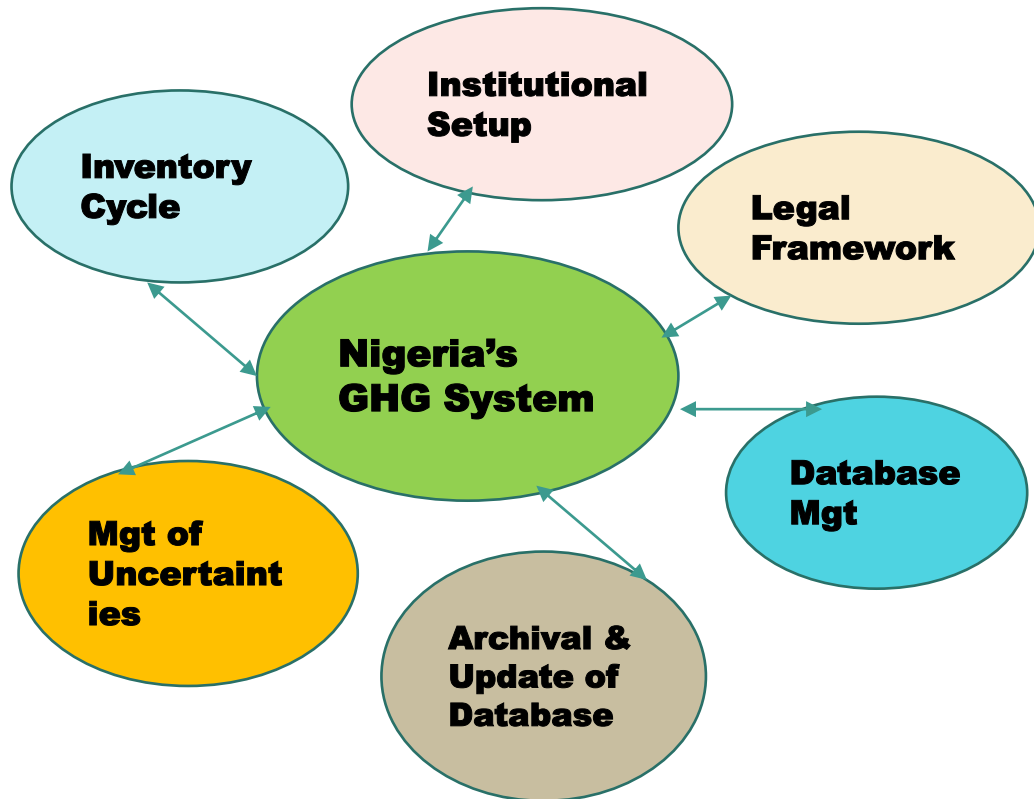 Institutional
Setup
Inventory
Cycle
Legal
Framework
Nigeria’s
GHG System
Database
Mgt
Mgt of
Uncertaint
ies
Archival &
Update of
Database